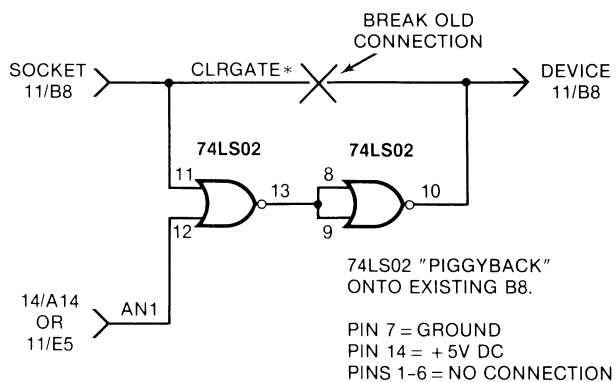 BREAK OLD
CONNECTION
SOCKET
11/B8
CLRGATE*
DEVICE
11/B8
74LS02
74LS02
11
12
13
8
9
10
14/A14
OR
11/E5
AN1
74LS02 "PIGGYBACK"
ONTO EXISTING B8.
PIN 7 = GROUND
PIN 14 = +5V DC
PINS 1-6 = NO CONNECTION